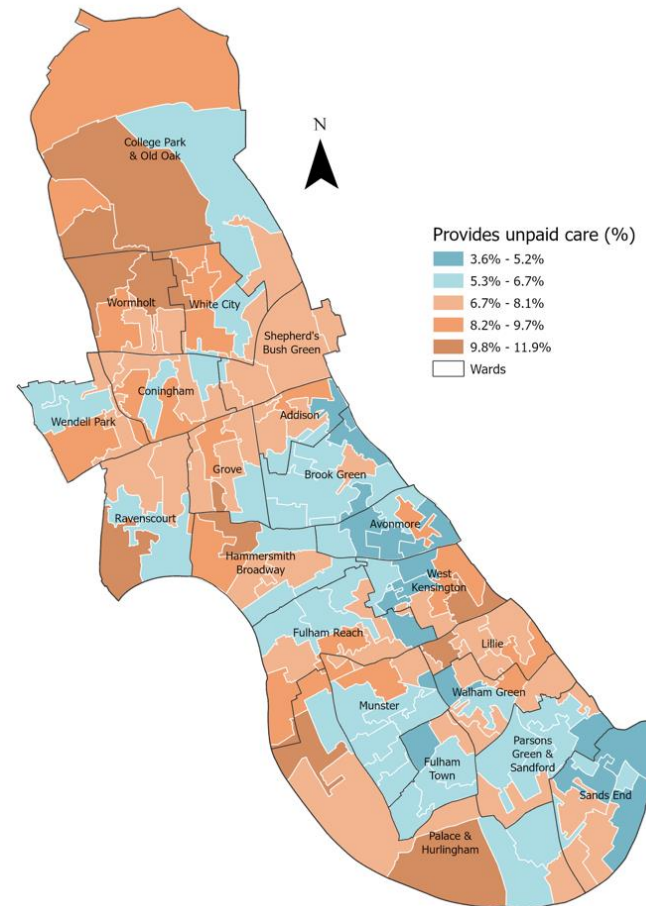 N
College Park
& Old Oak
Provides unpaid care (%)
3.6% - 5.2%
5.3% - 6.7%
6.7% - 8.1%
8.2% - 9.7%
9.8% - 11.9%
Wards
Wormholt
White City
Shepherd's
Bush Green
Coningham
Wendell Park
Addison
Grove
Brook Green
Ravenscourt
Avonmore
Hammersmith
Broadway
West
Kensington
Fulham Reach
Lillie
Munster
Walham Green
Parsons
Green &
Sandford
Fulham
Town
Sands End
Palace &
Hurlingham